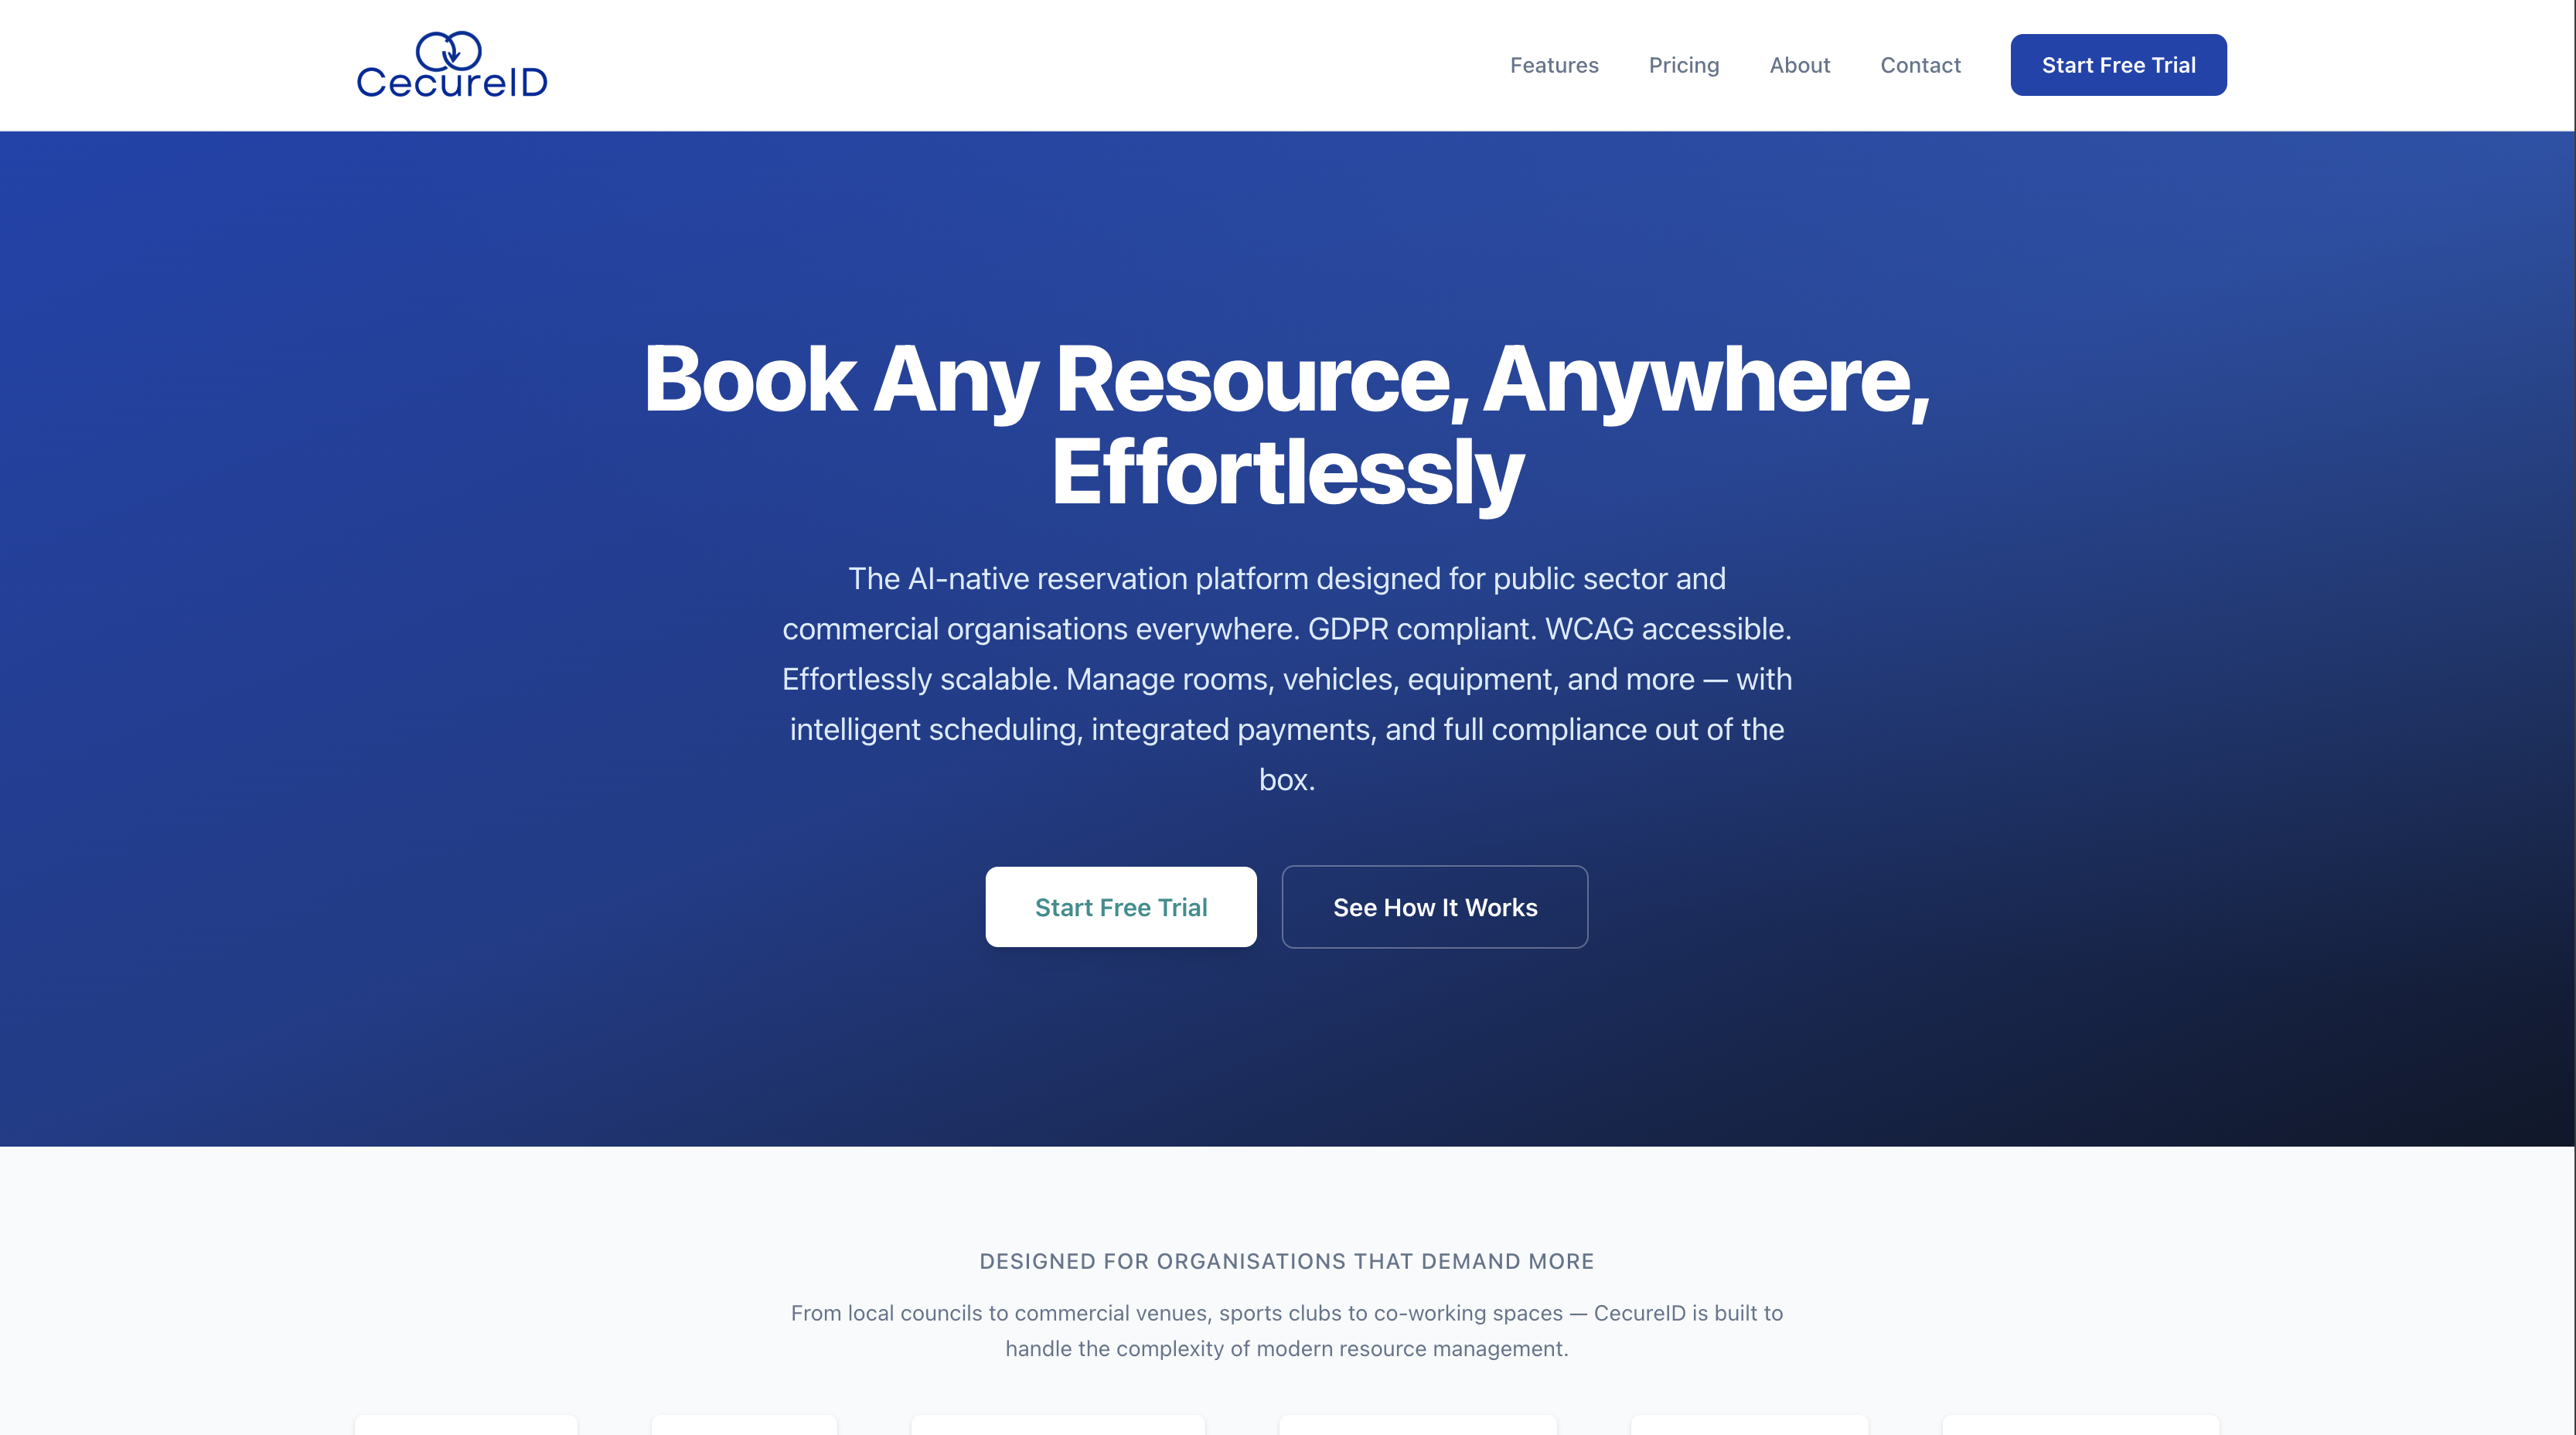 CecureID
Features
Pricing
About
Contact
Start Free Trial
Book Any Resource, Anywhere,
Effortlessly
The AI-native reservation platform designed for public sector and
commercial organisations everywhere. GDPR compliant. WCAG accessible.
Effortlessly scalable. Manage rooms, vehicles, equipment, and more — with
intelligent scheduling, integrated payments, and full compliance out of the
box.
Start Free Trial
See How It Works
DESIGNED FOR ORGANISATIONS THAT DEMAND MORE
From local councils to commercial venues, sports clubs to co-working spaces — CecureID is built to
handle the complexity of modern resource management.